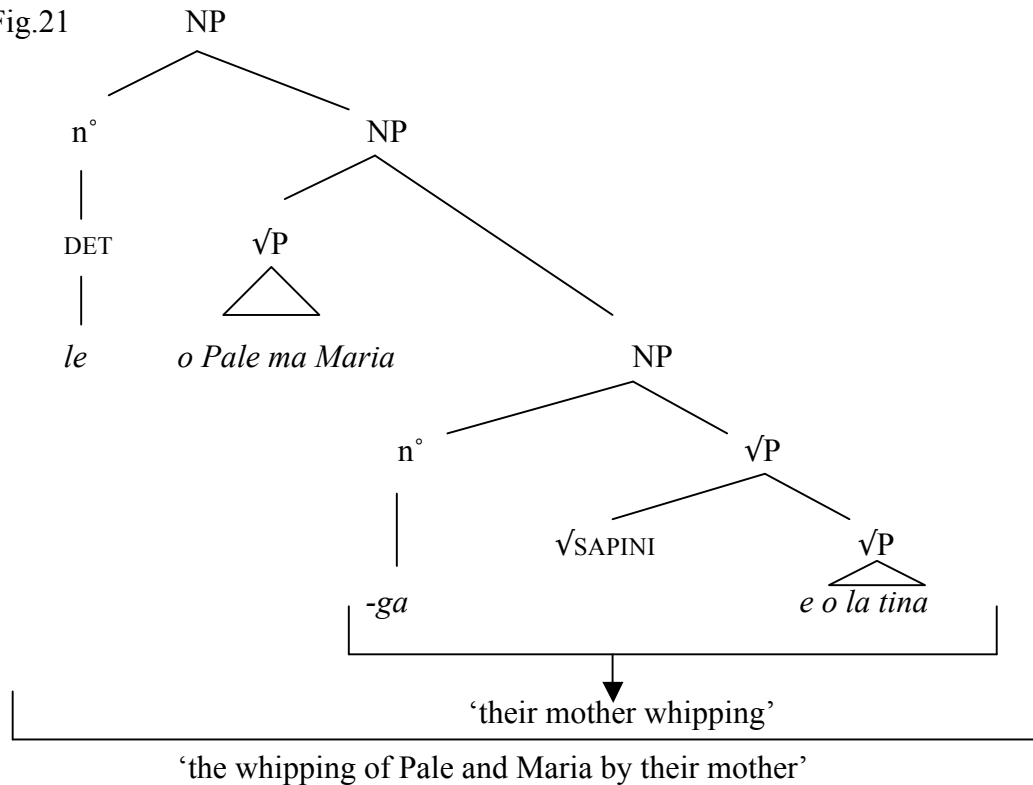 Fig.21 NP
n° NP
DET √P
le o Pale ma Maria NP
n° √P
√SAPINI √P
-ga e o la tina
‘their mother whipping’
‘the whipping of Pale and Maria by their mother’